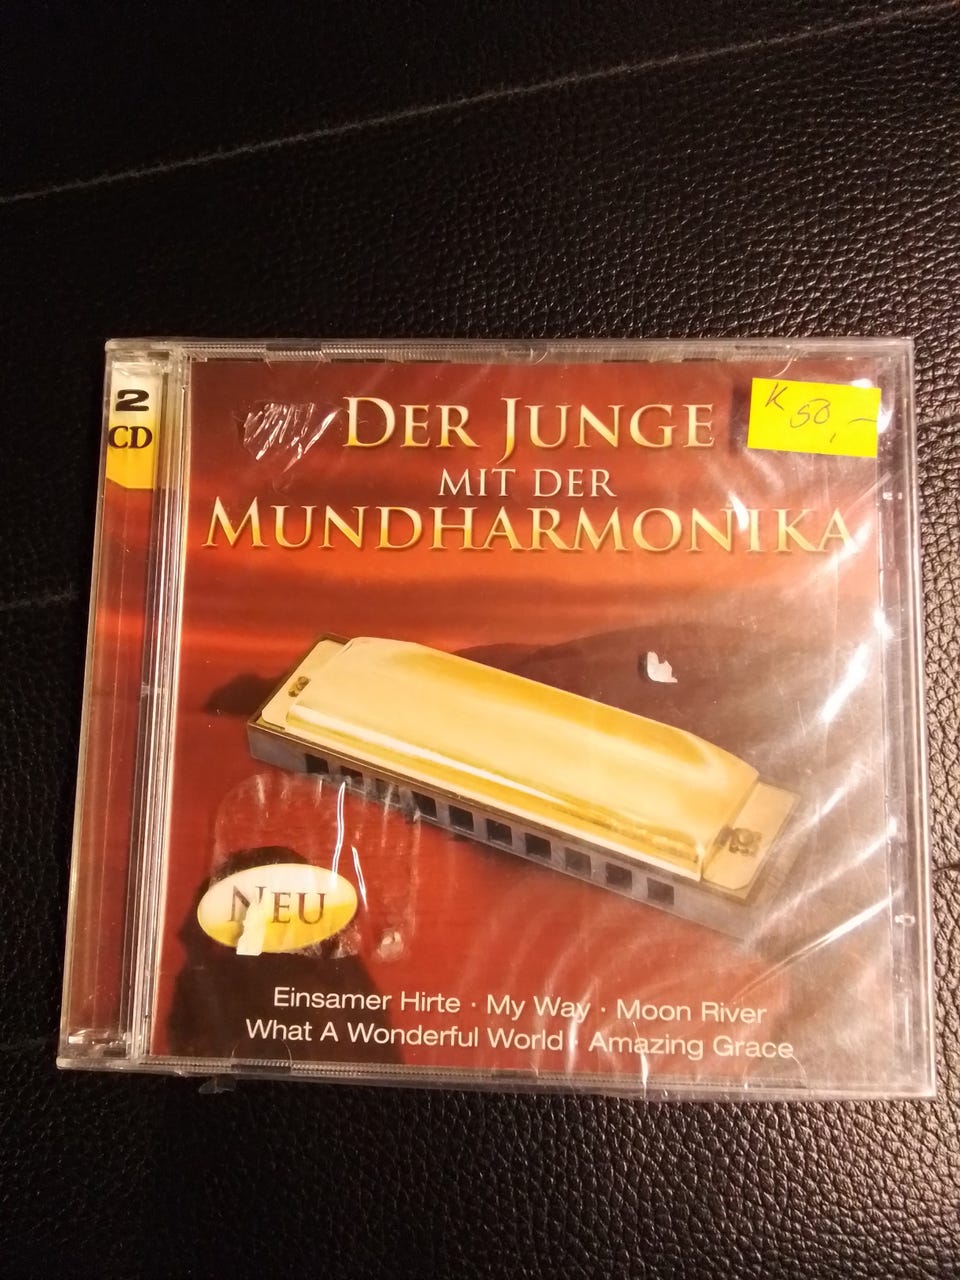 2
CD
DER JUNGE
MIT DER
MUNDHARMONIKA
K 50,-
NEU
Einsamer Hirte · My Way · Moon River
What A Wonderful World · Amazing Grace